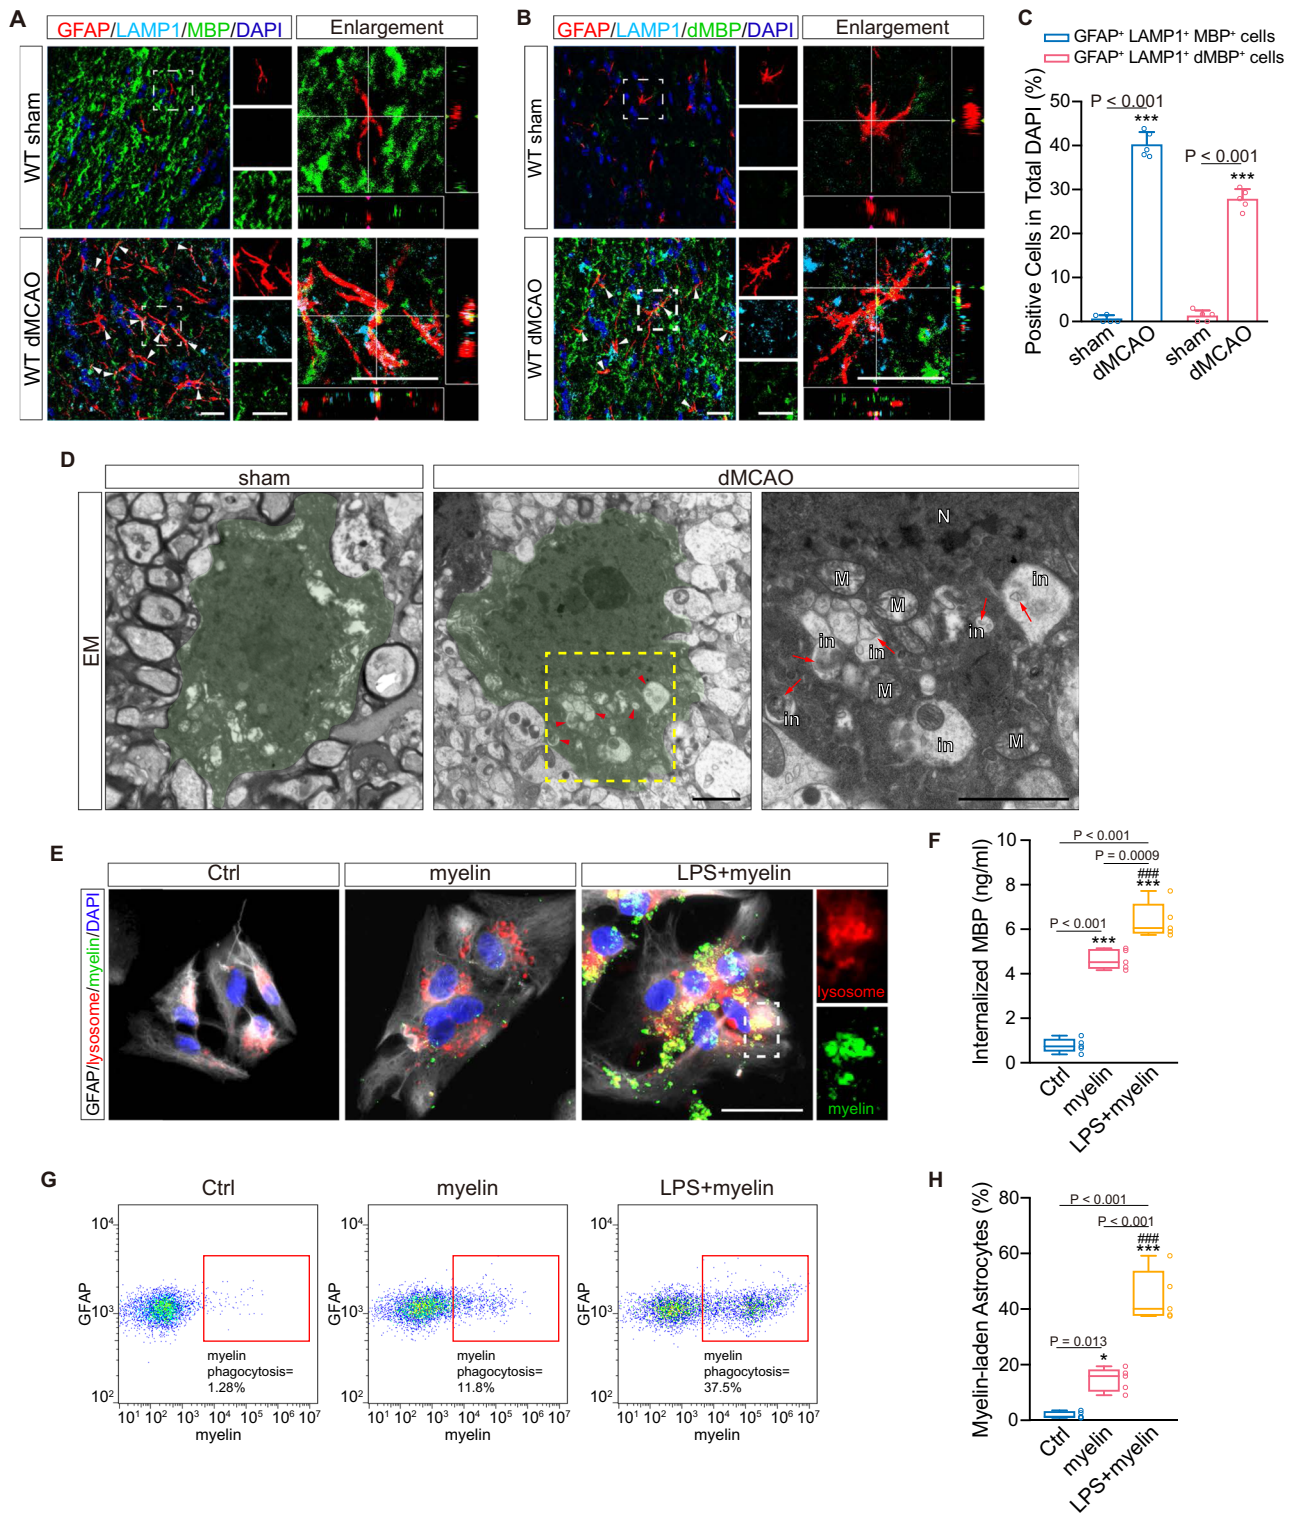 A
GFAP/LAMP1/MBP/DAPI
Enlargement
WT sham
WT dMCAO
B
GFAP/LAMP1/dMBP/DAPI
Enlargement
WT sham
WT dMCAO
C
GFAP⁺ LAMP1⁺ MBP⁺ cells
GFAP⁺ LAMP1⁺ dMBP⁺ cells
Positive Cells in Total DAPI (%)
50
40
30
20
10
0
P < 0.001
***
P < 0.001
***
sham
dMCAO
sham
dMCAO
D
sham
dMCAO
EM
N
M
in
M
in
in
in
M
in
in
M
E
Ctrl
myelin
LPS+myelin
GFAP/lysosome/myelin/DAPI
lysosome
myelin
F
Internalized MBP (ng/ml)
10
8
6
4
2
0
P < 0.001
P = 0.0009
###
***
P < 0.001
***
Ctrl
myelin
LPS+myelin
G
Ctrl
GFAP
10⁴
10³
10²
myelin
phagocytosis=
1.28%
10¹ 10² 10³ 10⁴ 10⁵ 10⁶ 10⁷
myelin
myelin
GFAP
10⁴
10³
10²
myelin
phagocytosis=
11.8%
10¹ 10² 10³ 10⁴ 10⁵ 10⁶ 10⁷
myelin
LPS+myelin
GFAP
10⁴
10³
10²
myelin
phagocytosis=
37.5%
10¹ 10² 10³ 10⁴ 10⁵ 10⁶ 10⁷
myelin
H
Myelin-laden Astrocytes (%)
80
60
40
20
0
P < 0.001
P < 0.001
###
***
P = 0.013
*
Ctrl
myelin
LPS+myelin